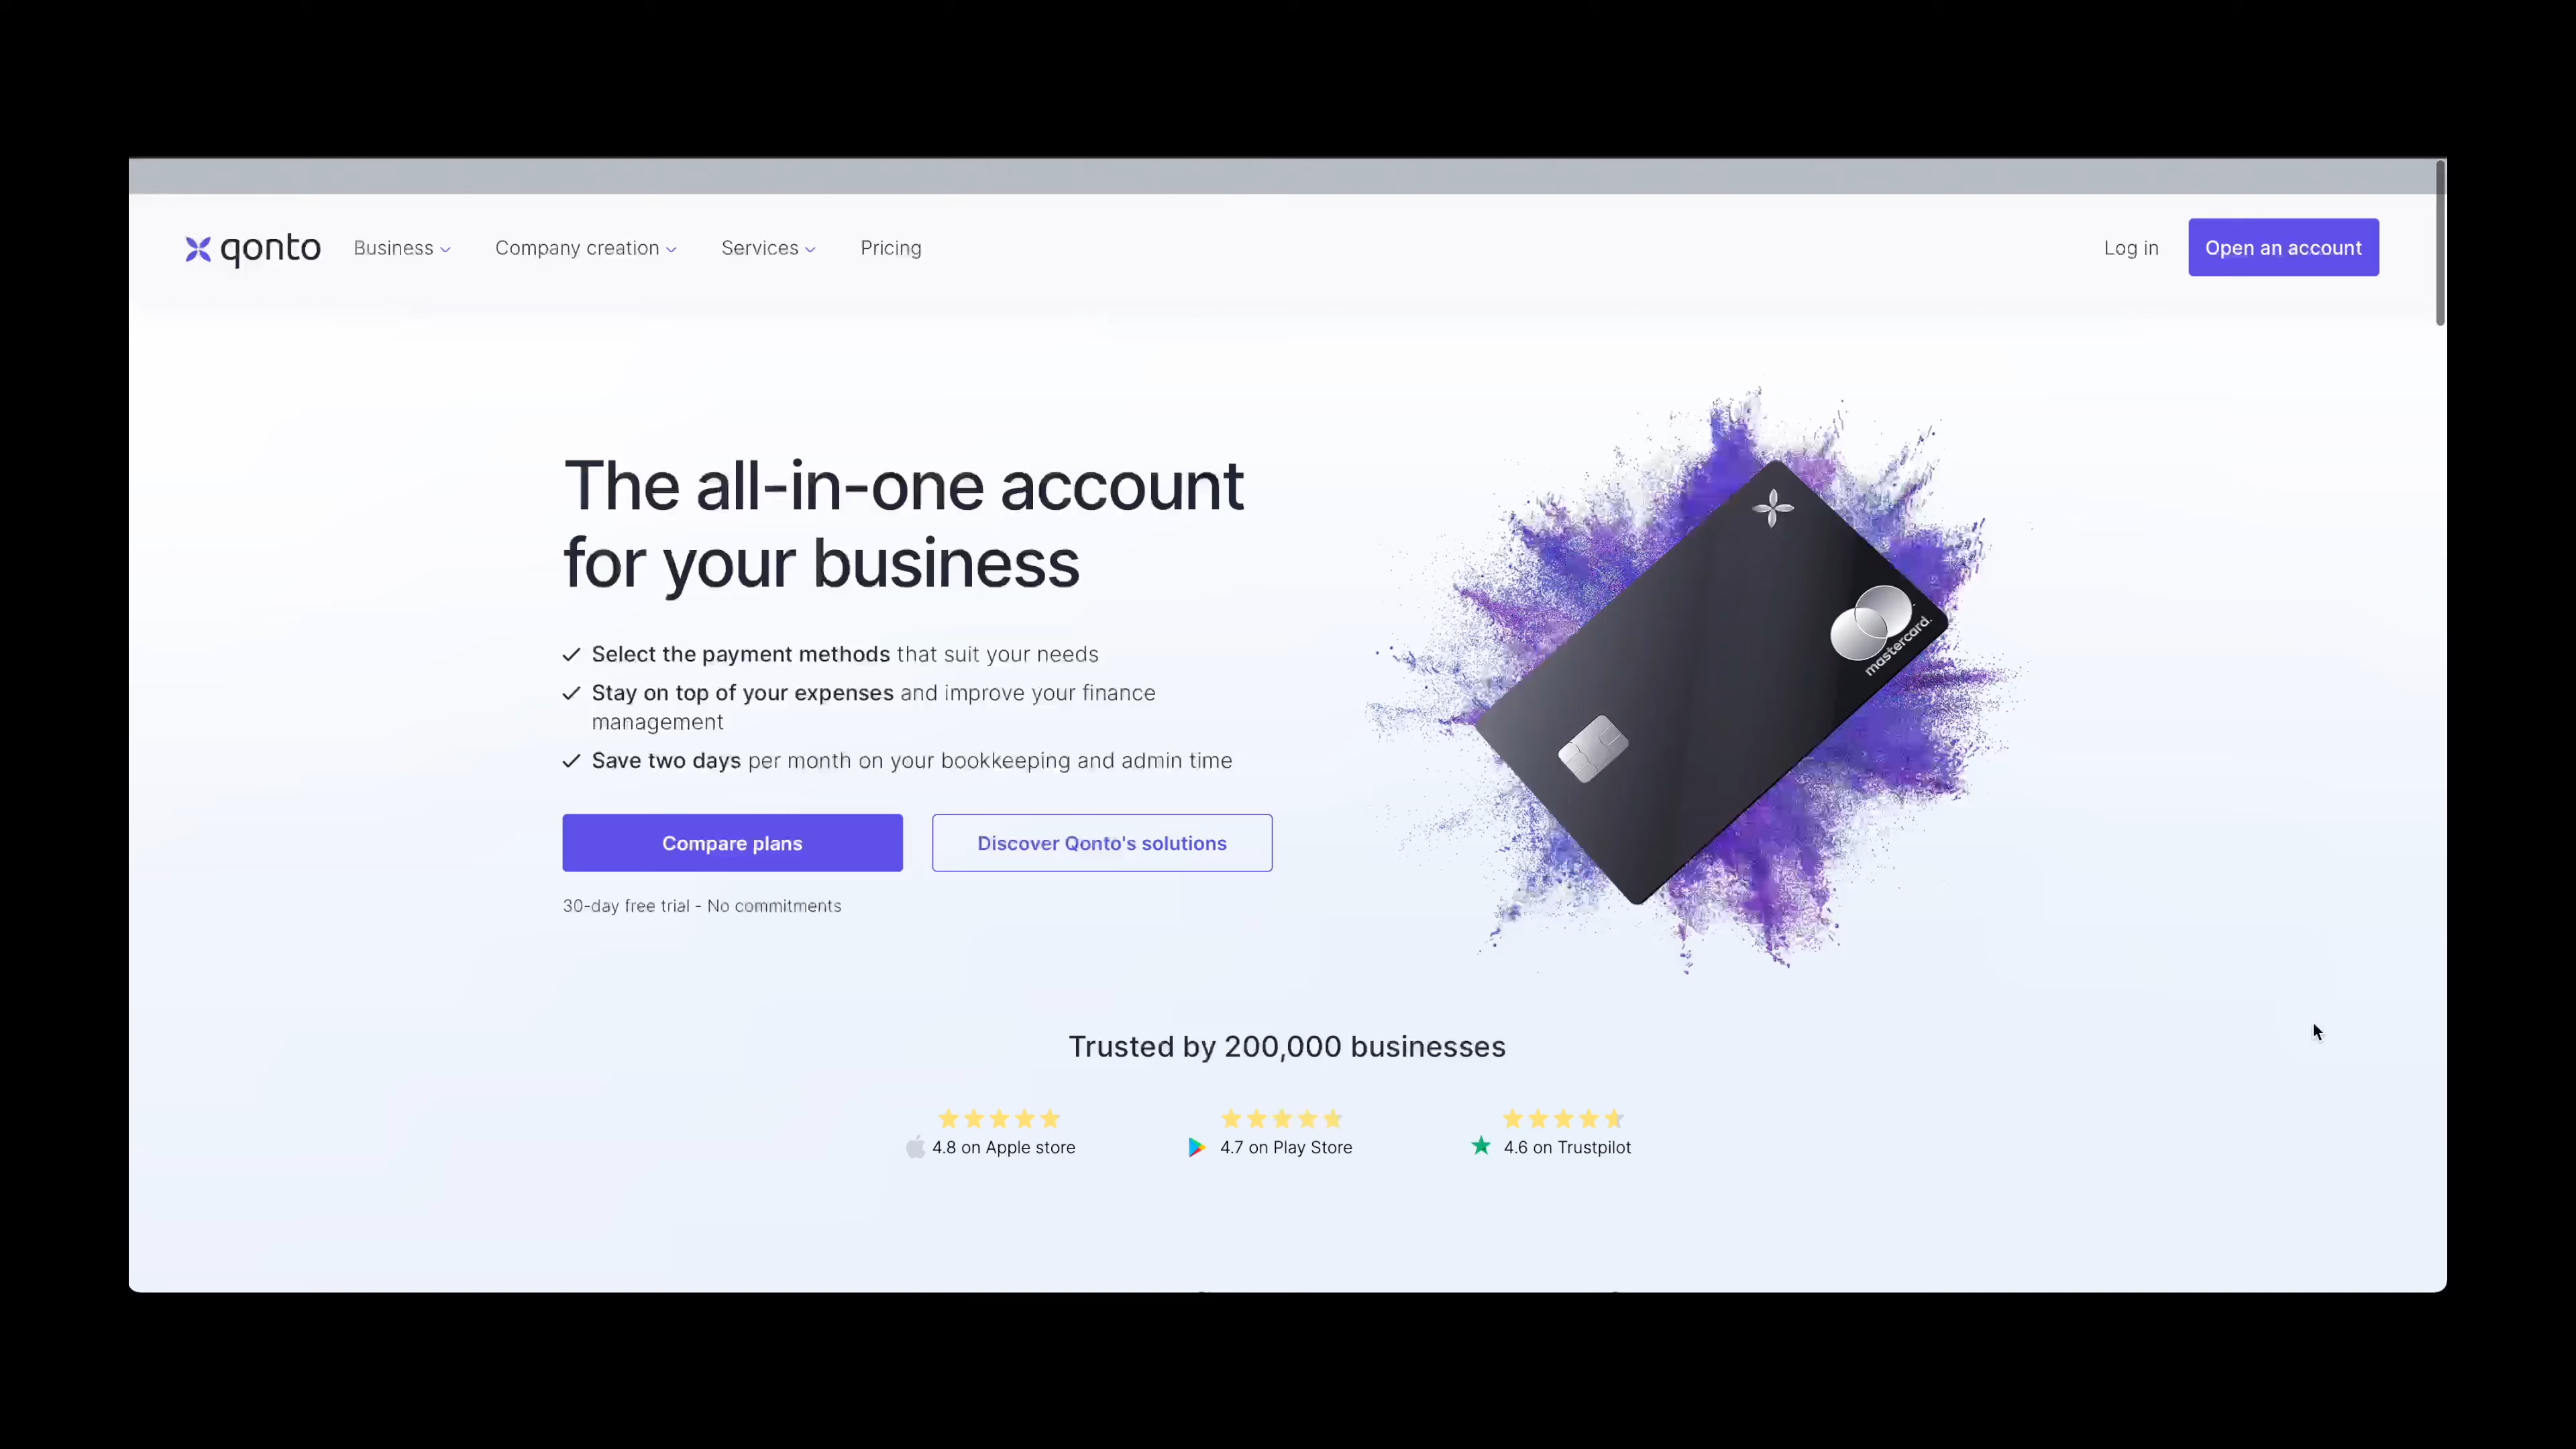 qonto
Business
Company creation
Services
Pricing
Log in
Open an account
The all-in-one account
for your business
Select the payment methods that suit your needs
Stay on top of your expenses and improve your finance
management
Save two days per month on your bookkeeping and admin time
Compare plans
Discover Qonto's solutions
30-day free trial - No commitments
mastercard.
Trusted by 200,000 businesses
4.8 on Apple store
4.7 on Play Store
4.6 on Trustpilot